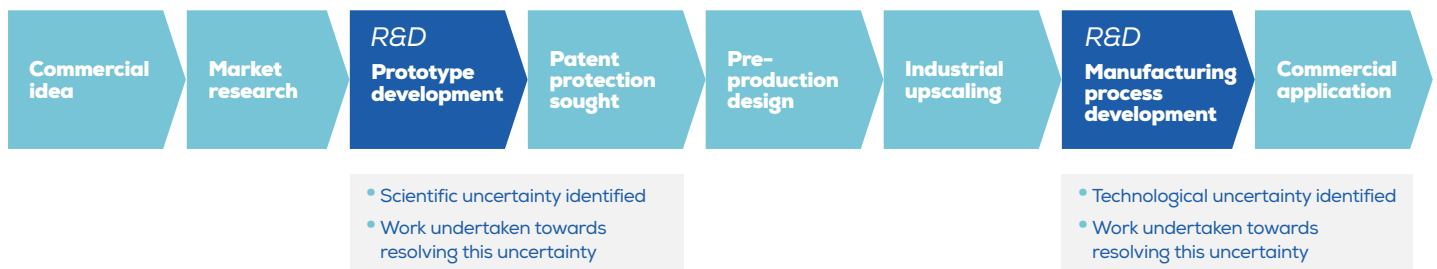 Commercial
idea
Market
research
R&D
Prototype
development
Patent
protection
sought
Pre-
production
design
Industrial
upscaling
R&D
Manufacturing
process
development
Commercial
application
• Scientific uncertainty identified
• Work undertaken towards
resolving this uncertainty
• Technological uncertainty identified
• Work undertaken towards
resolving this uncertainty